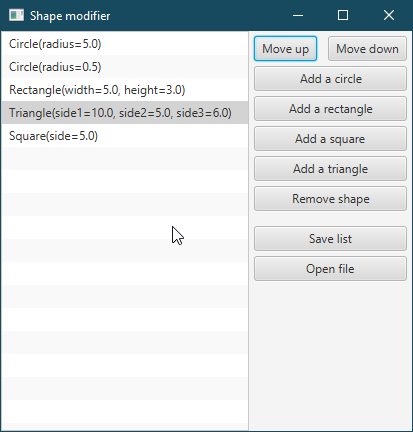 Shape modifier
Circle(radius=5.0)
Circle(radius=0.5)
Rectangle(width=5.0, height=3.0)
Triangle(side1=10.0, side2=5.0, side3=6.0)
Square(side=5.0)
Move up
Move down
Add a circle
Add a rectangle
Add a square
Add a triangle
Remove shape
Save list
Open file